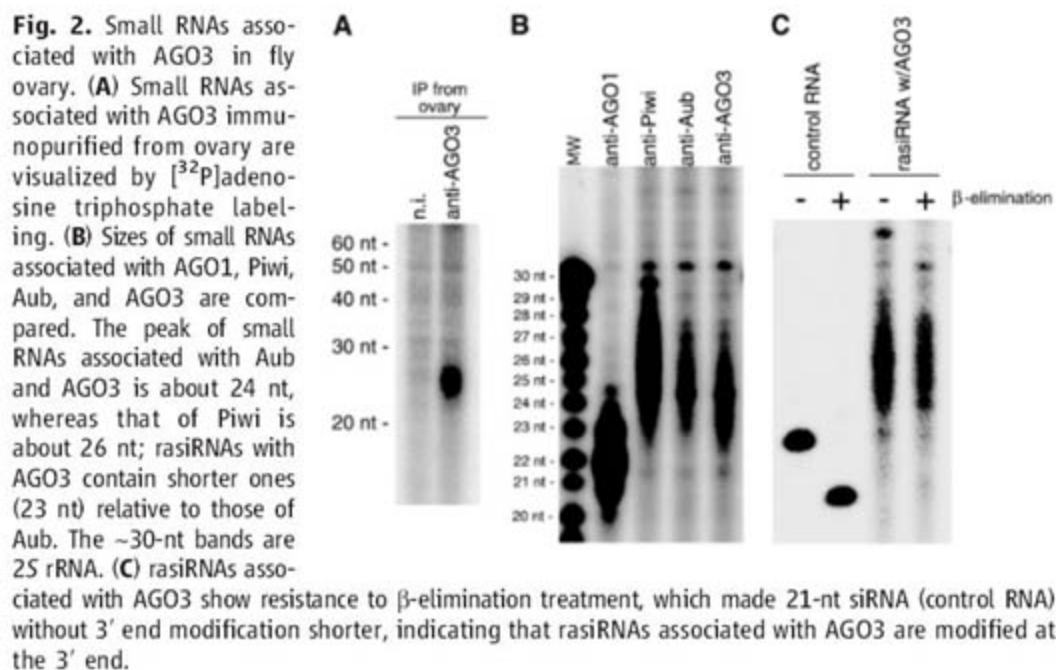 Fig. 2. Small RNAs asso-
ciated with AGO3 in fly
ovary. (A) Small RNAs as-
sociated with AGO3 immu-
nopurified from ovary are
visualized by [³²P]adeno-
sine triphosphate label-
ing. (B) Sizes of small RNAs
associated with AGO1, Piwi,
Aub, and AGO3 are com-
pared. The peak of small
RNAs associated with Aub
and AGO3 is about 24 nt,
whereas that of Piwi is
about 26 nt; rasiRNAs with
AGO3 contain shorter ones
(23 nt) relative to those of
Aub. The ~30-nt bands are
2S rRNA. (C) rasiRNAs asso-
ciated with AGO3 show resistance to β-elimination treatment, which made 21-nt siRNA (control RNA)
without 3′ end modification shorter, indicating that rasiRNAs associated with AGO3 are modified at
the 3′ end.
A
IP from
ovary
n.i.
anti-AGO3
60 nt -
50 nt -
40 nt -
30 nt -
20 nt -
B
MW
anti-AGO1
anti-Piwi
anti-Aub
anti-AGO3
30 nt -
29 nt -
28 nt -
27 nt -
26 nt -
25 nt -
24 nt -
23 nt -
22 nt -
21 nt -
20 nt -
C
control RNA
rasiRNA w/AGO3
- + - + β-elimination